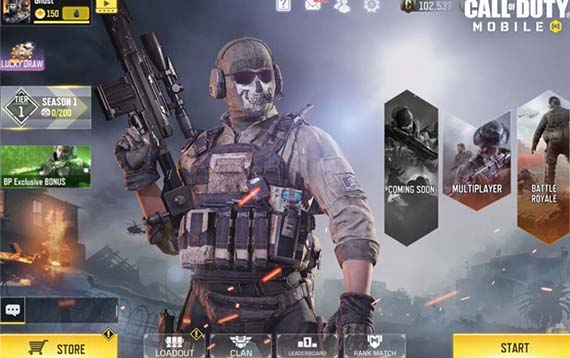 Ghost
150
CALL OF DUTY
MOBILE
102,537
LUCKY DRAW
TIER
1
SEASON 1
0/200
BP Exclusive BONUS
COMING SOON
MULTIPLAYER
BATTLE
ROYALE
STORE
LOADOUT
CLAN
LEADERBOARD
RANK MATCH
START